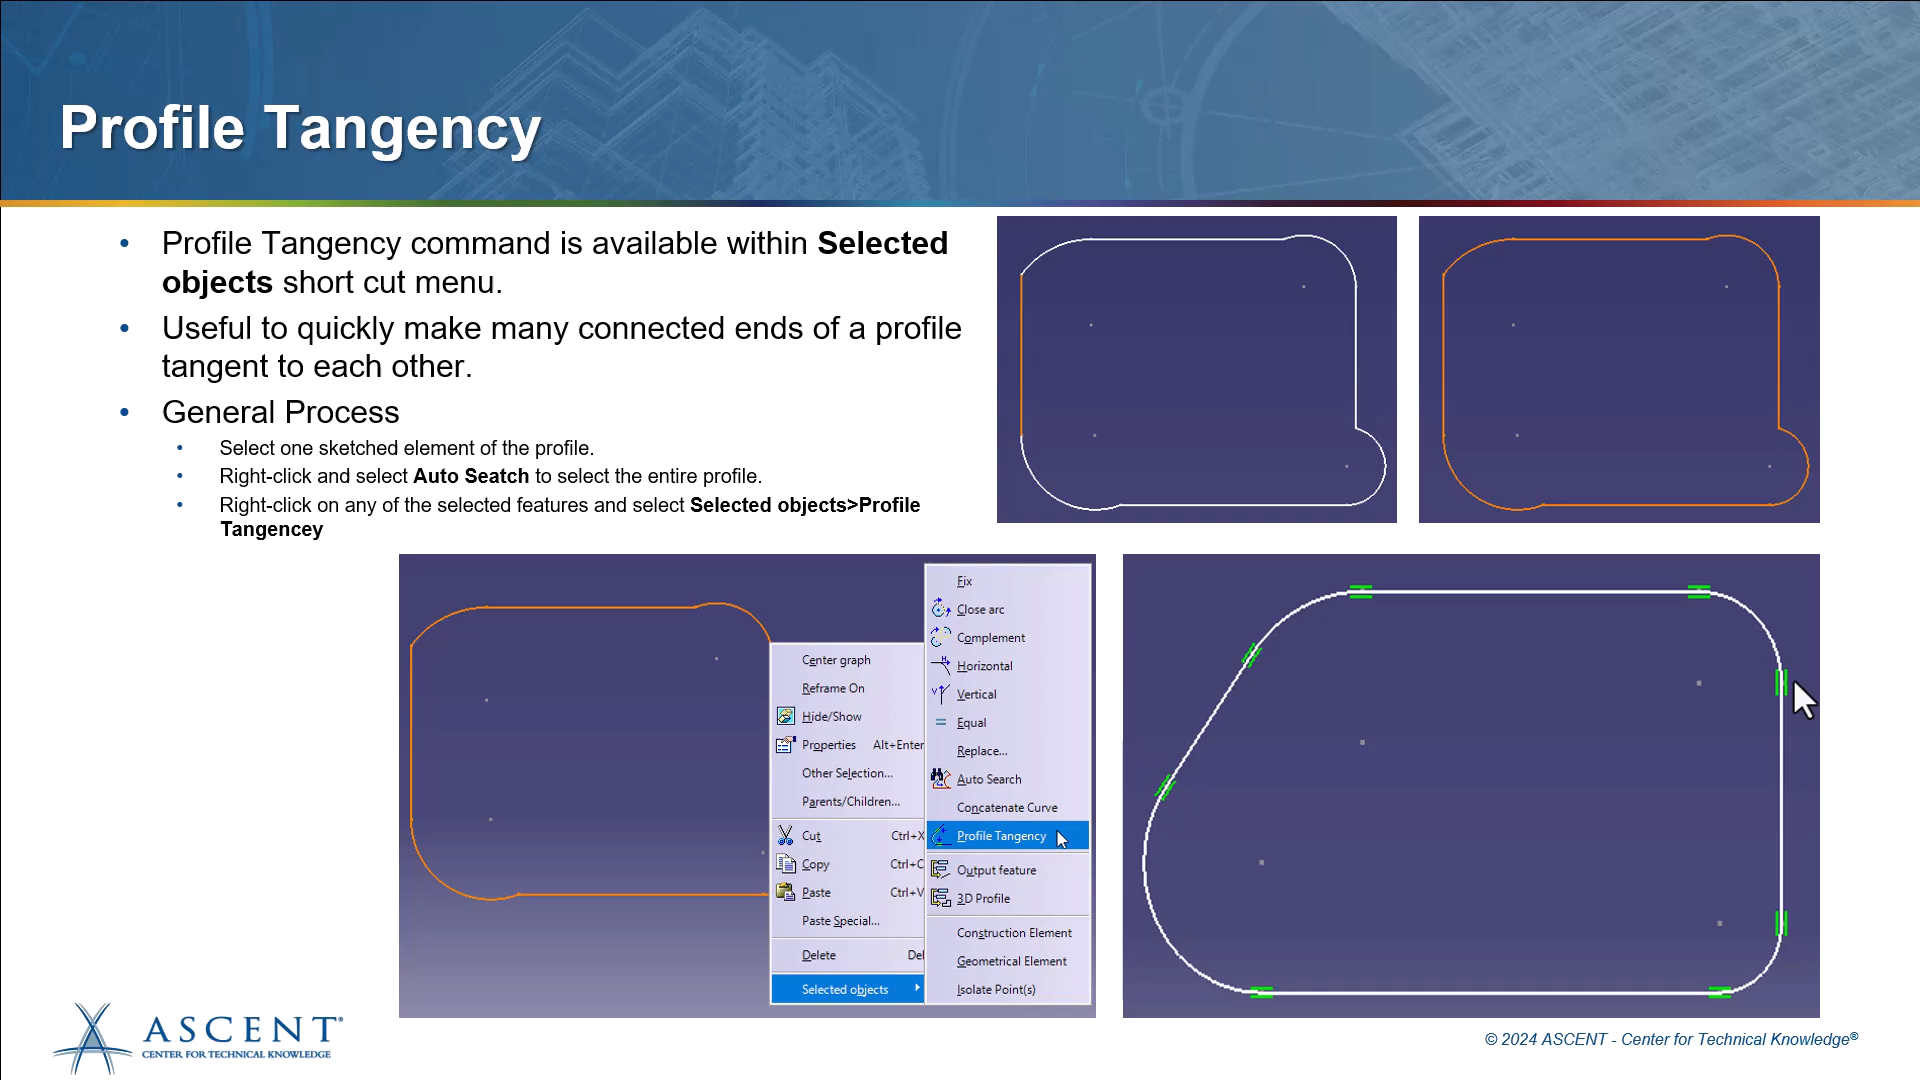 Profile Tangency
Profile Tangency command is available within Selected
objects short cut menu.
Useful to quickly make many connected ends of a profile
tangent to each other.
General Process
Select one sketched element of the profile.
Right-click and select Auto Seatch to select the entire profile.
Right-click on any of the selected features and select Selected objects>Profile
Tangencey
Center graph
Reframe On
Hide/Show
Properties Alt+Enter
Other Selection...
Parents/Children...
Cut Ctrl+X
Copy Ctrl+C
Paste Ctrl+V
Paste Special...
Delete Del
Selected objects
Fix
Close arc
Complement
Horizontal
Vertical
Equal
Replace...
Auto Search
Concatenate Curve
Profile Tangency
Output feature
3D Profile
Construction Element
Geometrical Element
Isolate Point(s)
ASCENT®
CENTER FOR TECHNICAL KNOWLEDGE
© 2024 ASCENT - Center for Technical Knowledge®